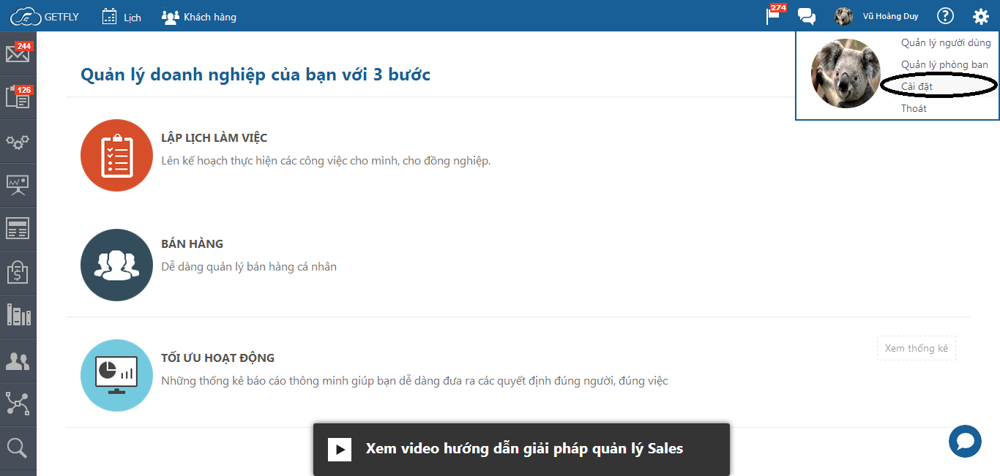 GETFLY
Lịch
Khách hàng
274
Vũ Hoàng Duy
?
244
126
Quản lý người dùng
Quản lý phòng ban
Cài đặt
Thoát
Quản lý doanh nghiệp của bạn với 3 bước
LẬP LỊCH LÀM VIỆC
Lên kế hoạch thực hiện các công việc cho mình, cho đồng nghiệp.
BÁN HÀNG
Dễ dàng quản lý bán hàng cá nhân
TỐI ƯU HOẠT ĐỘNG
Những thống kê báo cáo thông minh giúp bạn dễ dàng đưa ra các quyết định đúng người, đúng việc
Xem thống kê
Xem video hướng dẫn giải pháp quản lý Sales